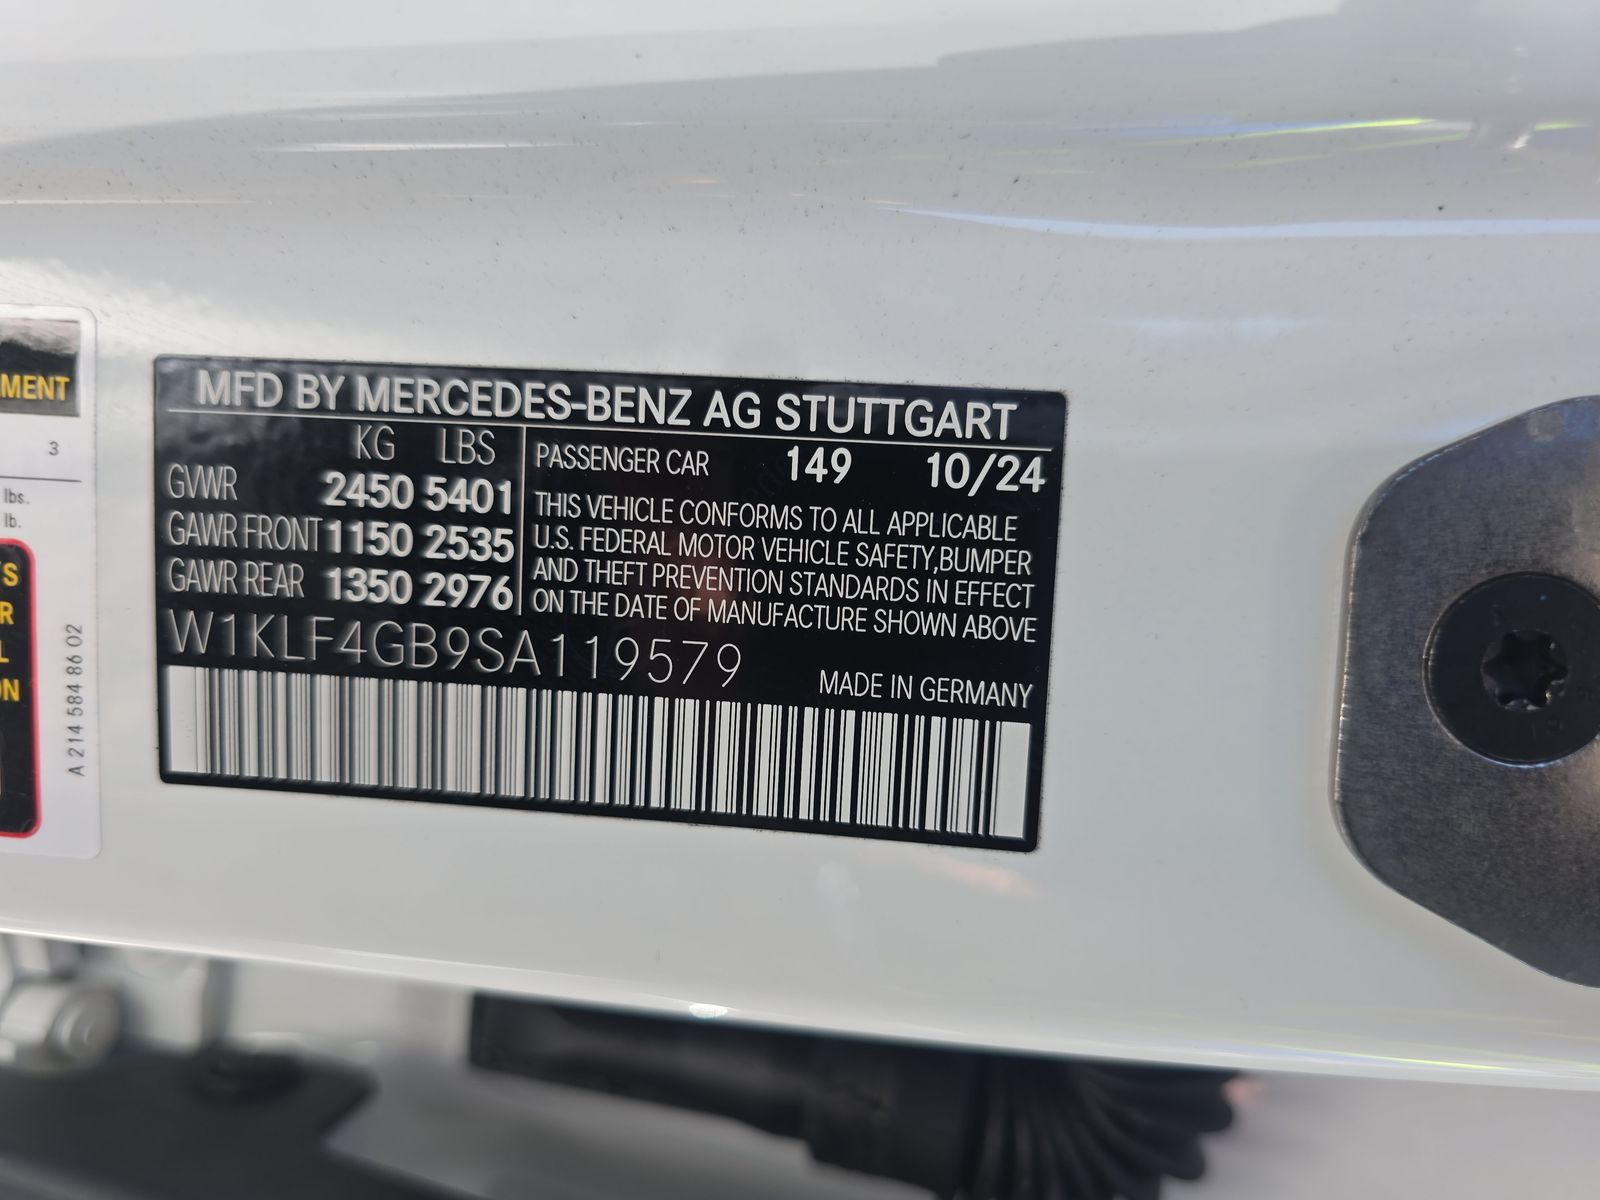 MENT
3
lbs.
lb.
A 214 584 86 02
MFD BY MERCEDES-BENZ AG STUTTGART
KG LBS
GVWR 2450 5401
GAWR FRONT 1150 2535
GAWR REAR 1350 2976
PASSENGER CAR 149 10/24
THIS VEHICLE CONFORMS TO ALL APPLICABLE
U.S. FEDERAL MOTOR VEHICLE SAFETY,BUMPER
AND THEFT PREVENTION STANDARDS IN EFFECT
ON THE DATE OF MANUFACTURE SHOWN ABOVE
W1KLF4GB9SA119579
MADE IN GERMANY